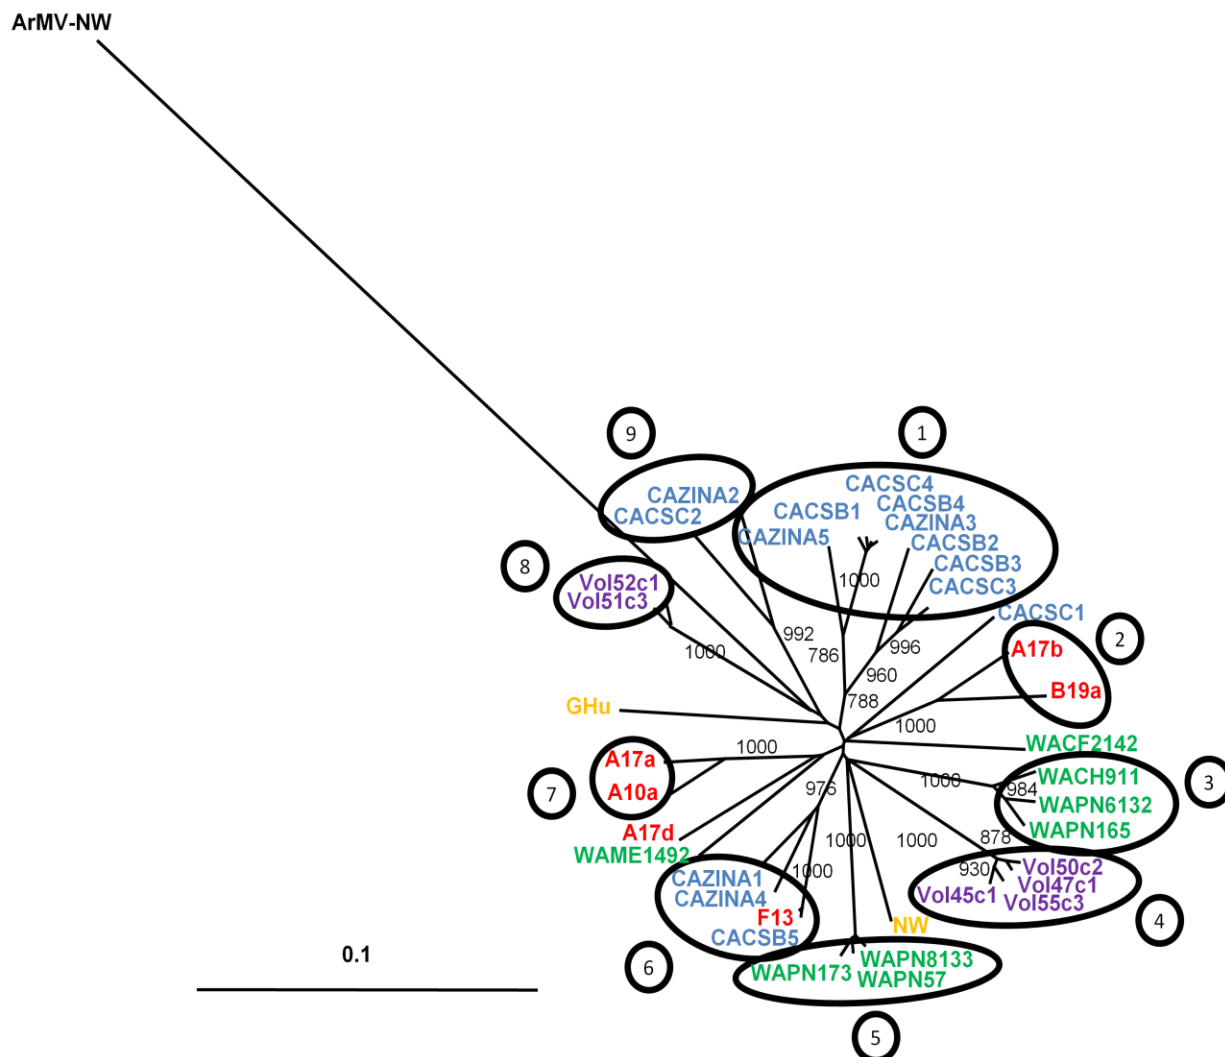 ArMV-NW
9
1
CACSC4
CAZINA2
CACSB4
CACSB1
CACSC2
CAZINA3
CAZINA5
CACSB2
8
CACSB3
Vol52c1
1000
CACSC3
Vol51c3
CACSC1
2
992
996
A17b
1000
786
960
B19a
788
GHu
1000
WACF2142
1000
A17a
WACH911
3
1000
984
976
A10a
WAPN6132
A17d
WAPN165
1000
1000
878
WAME1492
Vol50c2
1000
930
CAZINA1
Vol47c1
Vol45c1
CAZINA4
Vol55c3
F13
4
NW
CACSB5
0.1
WAPN8133
6
WAPN173
WAPN57
5
7